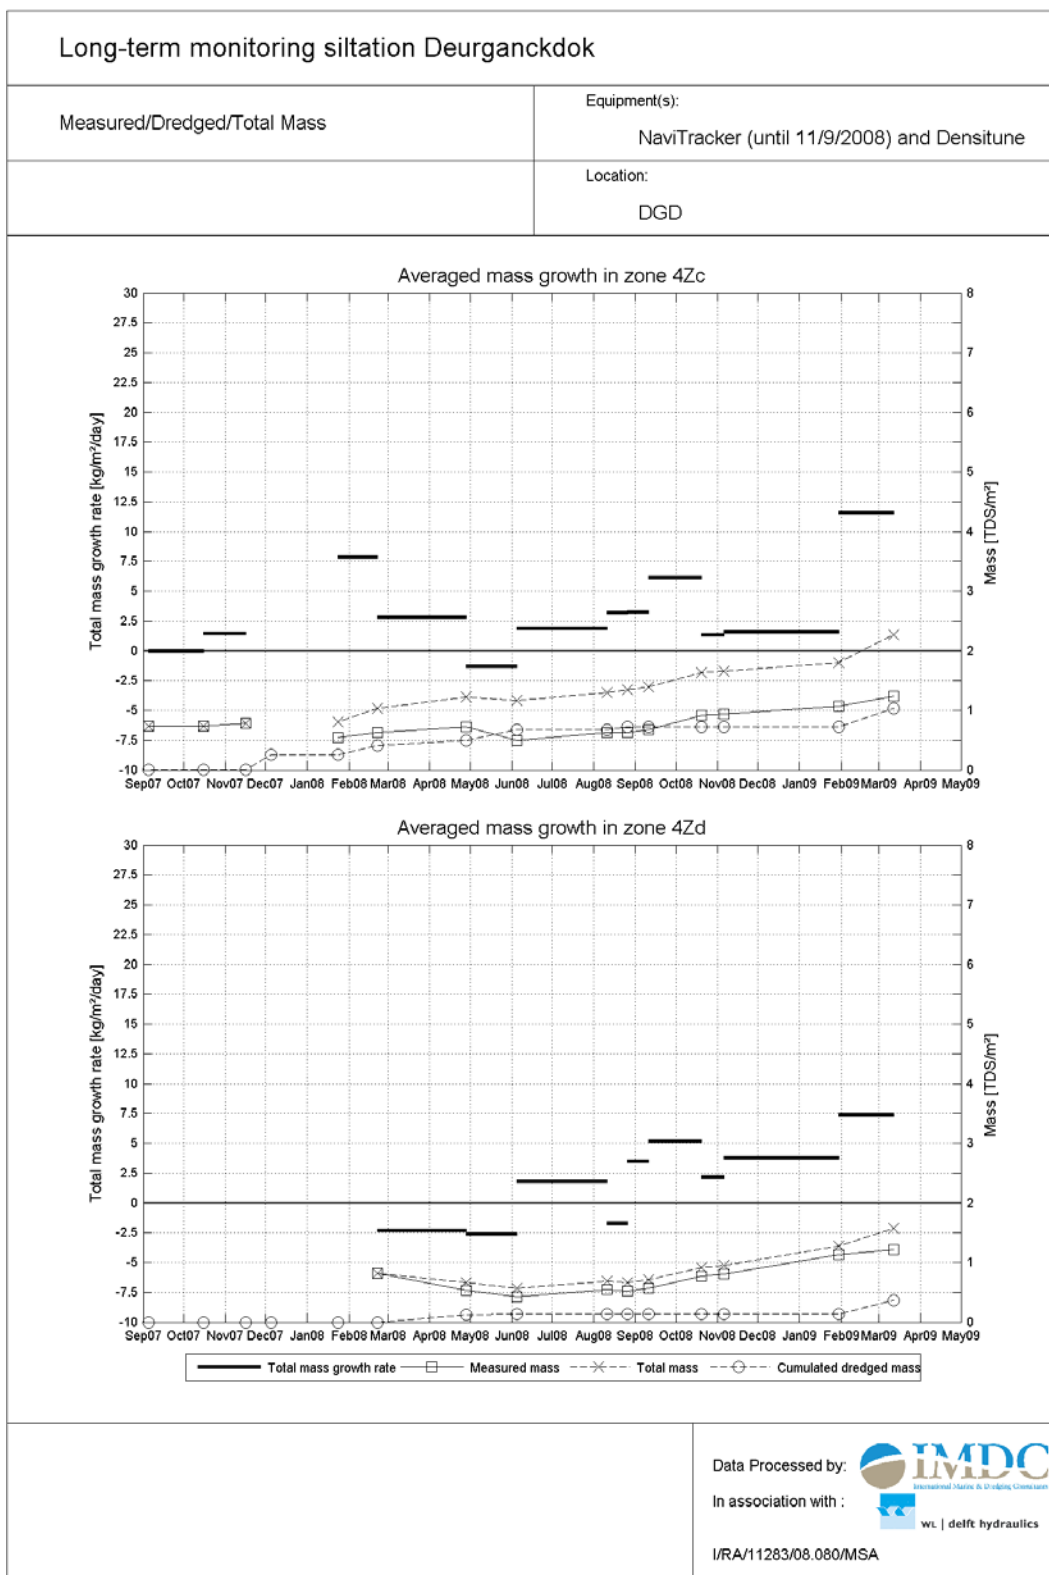 Long-term monitoring siltation Deurganckdok
Measured/Dredged/Total Mass
Equipment(s):
NaviTracker (until 11/9/2008) and Densitune
Location:
DGD
Averaged mass growth in zone 4Zc
30
27.5
25
22.5
20
17.5
15
12.5
10
7.5
5
2.5
0
-2.5
-5
-7.5
-10
Total mass growth rate [kg/m²/day]
8
7
6
5
4
3
2
1
0
Mass [TDS/m²]
Sep07 Oct07 Nov07 Dec07 Jan08 Feb08 Mar08 Apr08 May08 Jun08 Jul08 Aug08 Sep08 Oct08 Nov08 Dec08 Jan09 Feb09 Mar09 Apr09 May09
Averaged mass growth in zone 4Zd
30
27.5
25
22.5
20
17.5
15
12.5
10
7.5
5
2.5
0
-2.5
-5
-7.5
-10
Total mass growth rate [kg/m²/day]
8
7
6
5
4
3
2
1
0
Mass [TDS/m²]
Sep07 Oct07 Nov07 Dec07 Jan08 Feb08 Mar08 Apr08 May08 Jun08 Jul08 Aug08 Sep08 Oct08 Nov08 Dec08 Jan09 Feb09 Mar09 Apr09 May09
Total mass growth rate Measured mass Total mass Cumulated dredged mass
Data Processed by:
IMDC
International Marine & Dredging Consultants
In association with :
WL | delft hydraulics
I/RA/11283/08.080/MSA